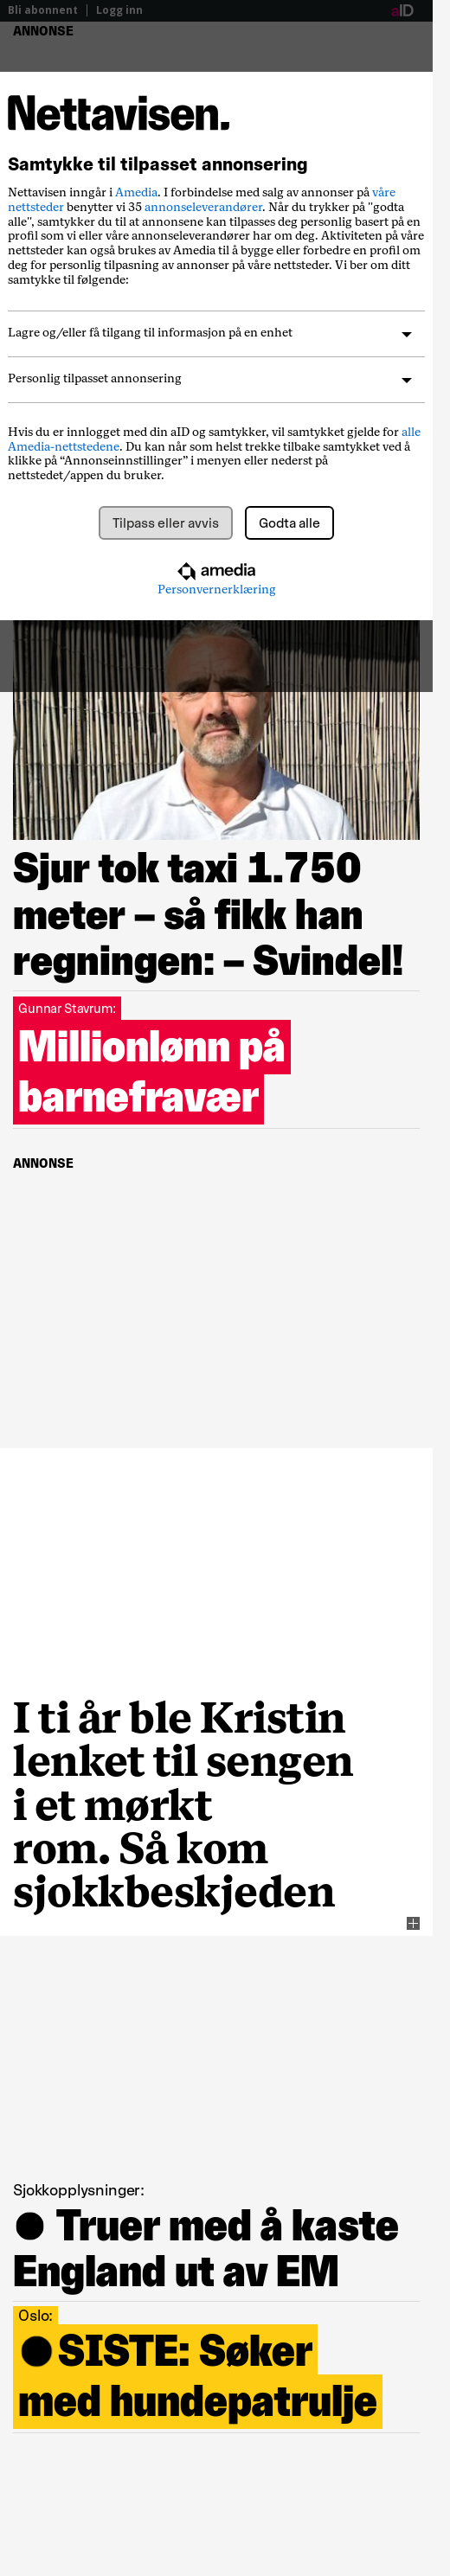 Bli abonnent | Logg inn aID
ANNONSE
Nettavisen.
Samtykke til tilpasset annonsering
Nettavisen inngår i Amedia. I forbindelse med salg av annonser på våre
nettsteder benytter vi 35 annonseleverandører. Når du trykker på "godta
alle", samtykker du til at annonsene kan tilpasses deg personlig basert på en
profil som vi eller våre annonseleverandører har om deg. Aktiviteten på våre
nettsteder kan også brukes av Amedia til å bygge eller forbedre en profil om
deg for personlig tilpasning av annonser på våre nettsteder. Vi ber om ditt
samtykke til følgende:
Lagre og/eller få tilgang til informasjon på en enhet
Personlig tilpasset annonsering
Hvis du er innlogget med din aID og samtykker, vil samtykket gjelde for alle
Amedia-nettstedene. Du kan når som helst trekke tilbake samtykket ved å
klikke på “Annonseinnstillinger” i menyen eller nederst på
nettstedet/appen du bruker.
Tilpass eller avvis Godta alle
amedia
Personvernerklæring
Sjur tok taxi 1.750
meter – så fikk han
regningen: – Svindel!
Gunnar Stavrum:
Millionlønn på
barnefravær
ANNONSE
I ti år ble Kristin
lenket til sengen
i et mørkt
rom. Så kom
sjokkbeskjeden
Sjokkopplysninger:
● Truer med å kaste
England ut av EM
Oslo:
●SISTE: Søker
med hundepatrulje